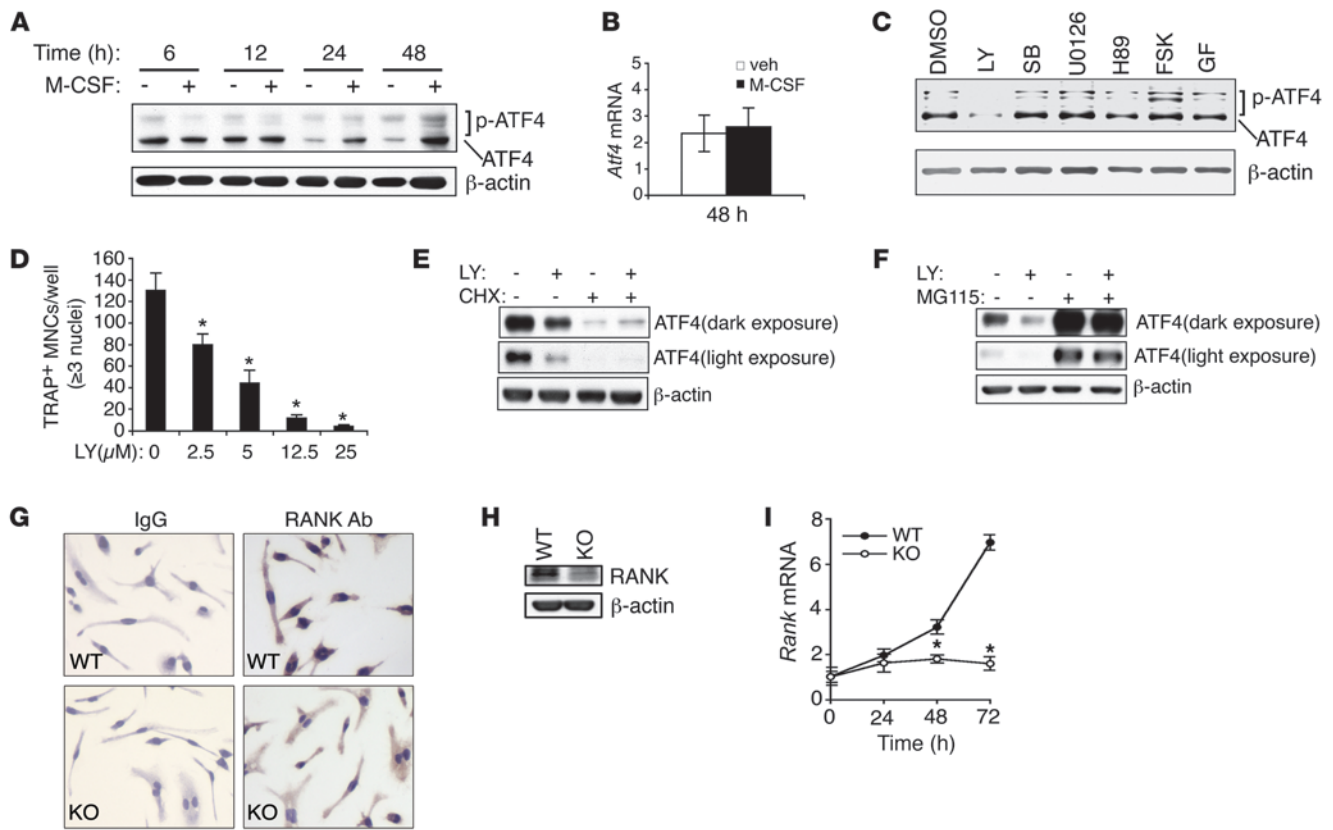 A
Time (h): 6 12 24 48
M-CSF: - + - + - + - +
p-ATF4
ATF4
β-actin
B
veh
M-CSF
Atf4 mRNA
5
4
3
2
1
0
48 h
C
DMSO
LY
SB
U0126
H89
FSK
GF
p-ATF4
ATF4
β-actin
D
TRAP+ MNCs/well
(≥3 nuclei)
160
140
120
100
80
60
40
20
0
*
*
*
*
LY(μM): 0 2.5 5 12.5 25
E
LY: - + - +
CHX: - - + +
ATF4(dark exposure)
ATF4(light exposure)
β-actin
F
LY: - + - +
MG115: - - + +
ATF4(dark exposure)
ATF4(light exposure)
β-actin
G
IgG RANK Ab
WT WT
KO KO
H
WT
KO
RANK
β-actin
I
WT
KO
Rank mRNA
8
6
4
2
0
* *
0 24 48 72
Time (h)